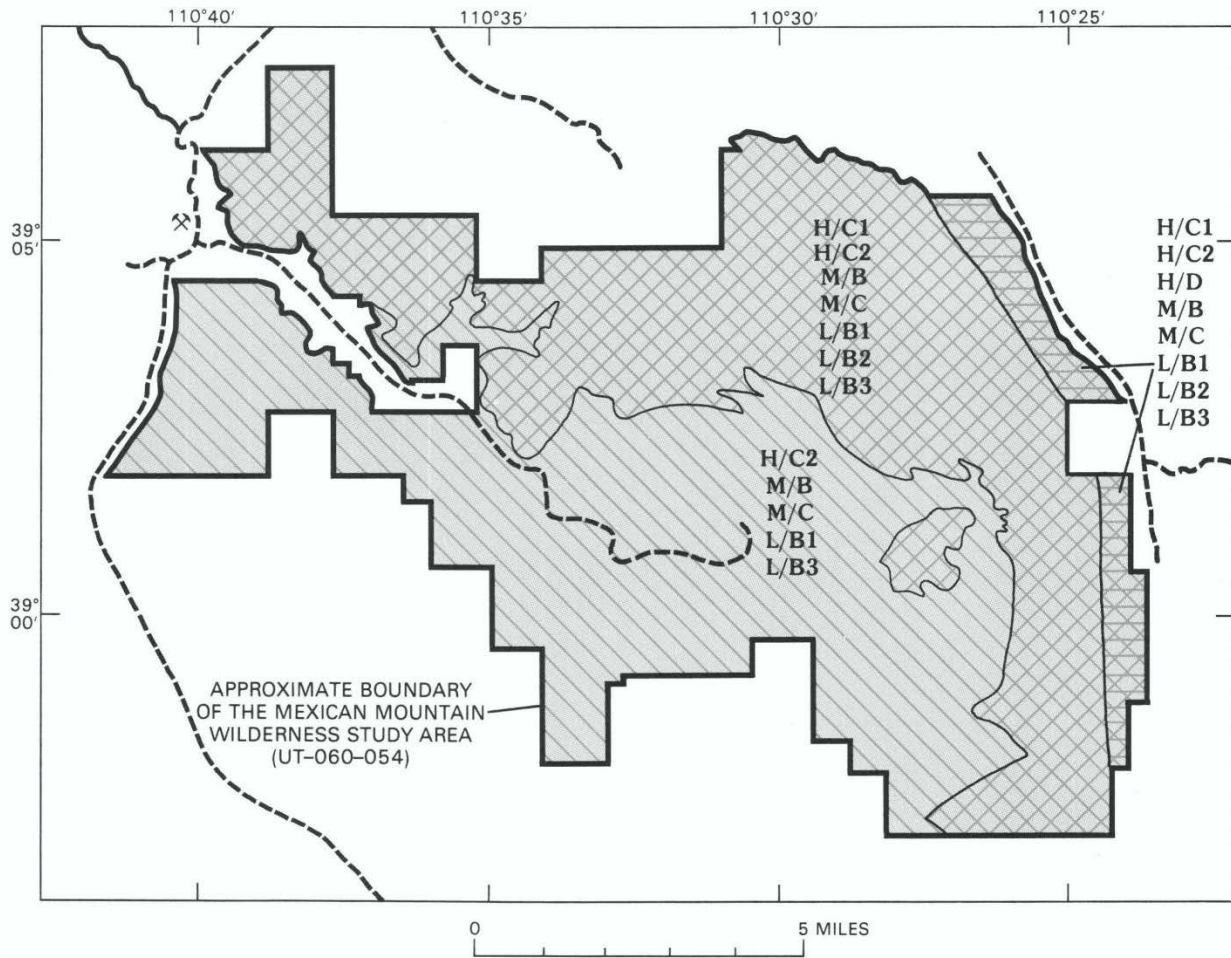 110°40′
110°35′
110°30′
110°25′
39°
05′
H/C1
H/C2
M/B
M/C
L/B1
L/B2
L/B3
H/C1
H/C2
H/D
M/B
M/C
L/B1
L/B2
L/B3
H/C2
M/B
M/C
L/B1
L/B3
39°
00′
APPROXIMATE BOUNDARY
OF THE MEXICAN MOUNTAIN
WILDERNESS STUDY AREA
(UT–060–054)
0 5 MILES